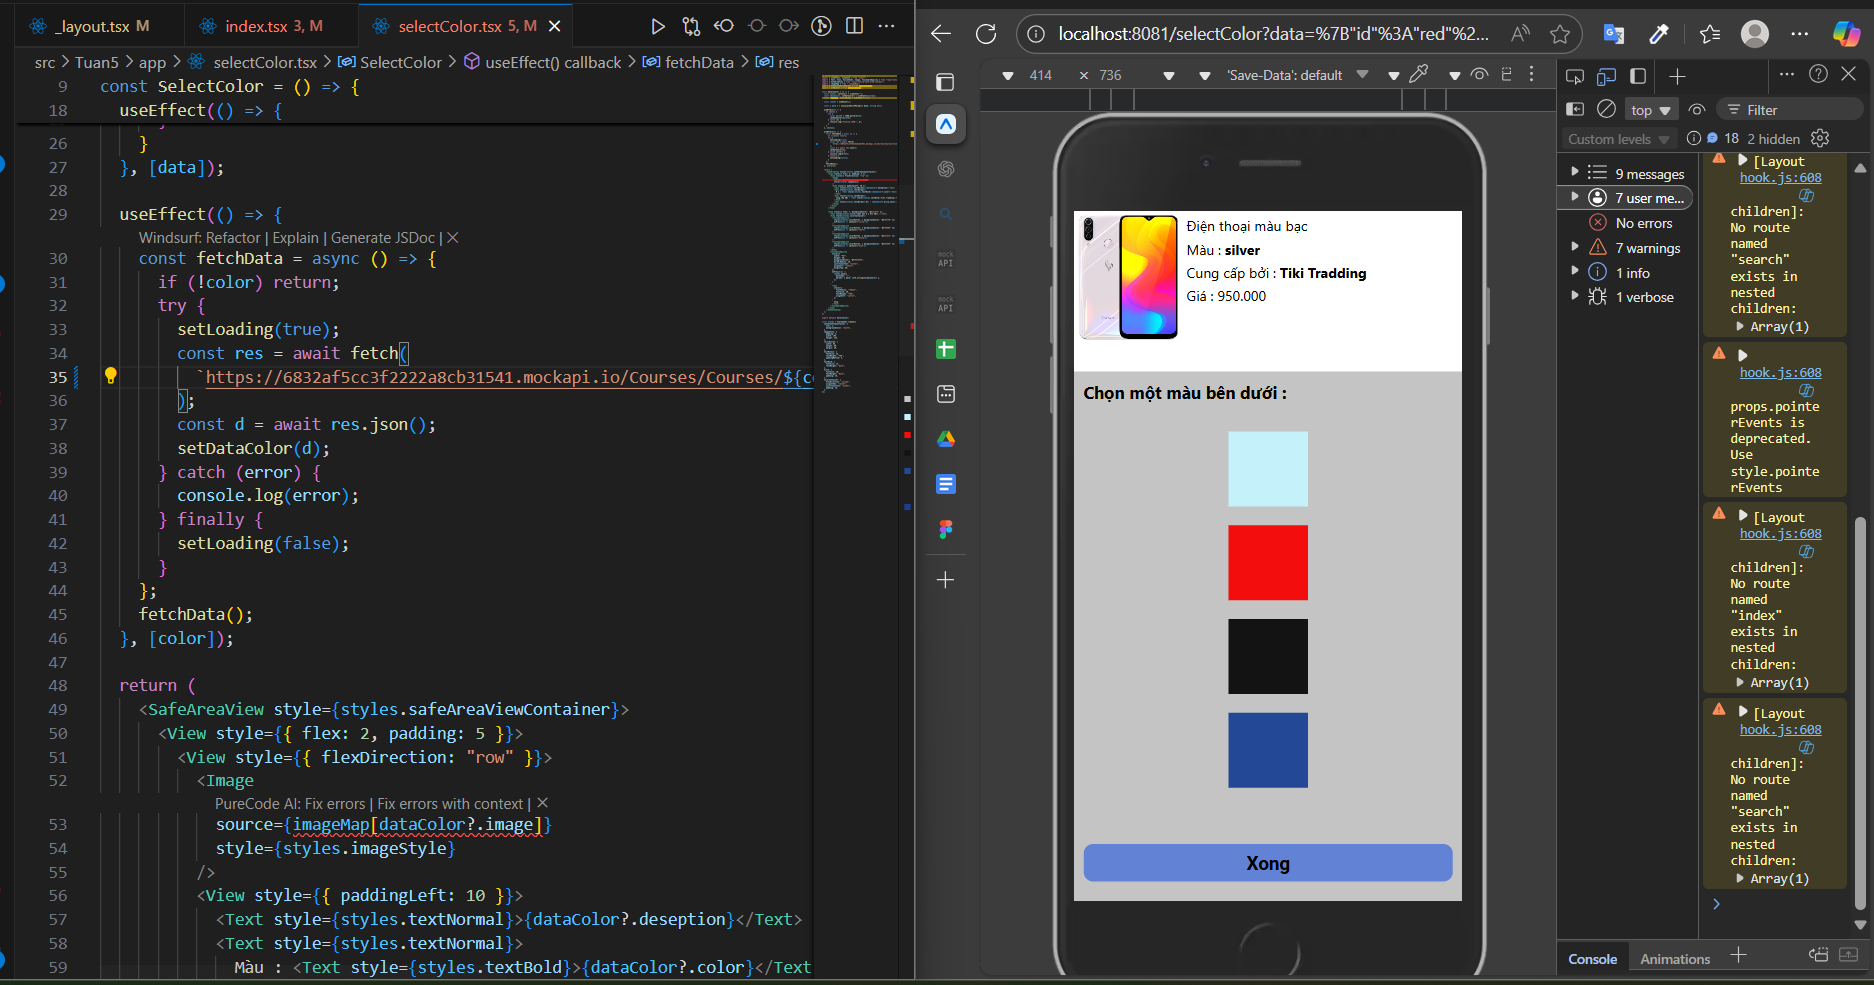 _layout.tsx M
index.tsx 3, M
selectColor.tsx 5, M
src > Tuan5 > app > selectColor.tsx > SelectColor > useEffect() callback > fetchData > res
9 const SelectColor = () => {
18 useEffect(() => {
26 }
27 }, [data]);
28
29 useEffect(() => {
Windsurf: Refactor | Explain | Generate JSDoc | ×
30 const fetchData = async () => {
31 if (!color) return;
32 try {
33 setLoading(true);
34 const res = await fetch(
35 `https://6832af5cc3f2222a8cb31541.mockapi.io/Courses/Courses/${c
36 );
37 const d = await res.json();
38 setDataColor(d);
39 } catch (error) {
40 console.log(error);
41 } finally {
42 setLoading(false);
43 }
44 };
45 fetchData();
46 }, [color]);
47
48 return (
49 <SafeAreaView style={styles.safeAreaViewContainer}>
50 <View style={{ flex: 2, padding: 5 }}>
51 <View style={{ flexDirection: "row" }}>
52 <Image
PureCode AI: Fix errors | Fix errors with context | ×
53 source={imageMap[dataColor?.image]}
54 style={styles.imageStyle}
55 />
56 <View style={{ paddingLeft: 10 }}>
57 <Text style={styles.textNormal}>{dataColor?.deseption}</Text>
58 <Text style={styles.textNormal}>
59 Màu : <Text style={styles.textBold}>{dataColor?.color}</Text
localhost:8081/selectColor?data=%7B"id"%3A"red"%2...
414 × 736 'Save-Data': default
mock API
mock API
Điện thoại màu bạc
Màu : silver
Cung cấp bởi : Tiki Tradding
Giá : 950.000
Chọn một màu bên dưới :
Xong
top
Filter
Custom levels
18 2 hidden
9 messages
7 user me...
No errors
7 warnings
1 info
1 verbose
[Layout
hook.js:608
children]:
No route
named
"search"
exists in
nested
children:
Array(1)
hook.js:608
props.pointe
rEvents is
deprecated.
Use
style.pointe
rEvents
[Layout
hook.js:608
children]:
No route
named
"index"
exists in
nested
children:
Array(1)
[Layout
hook.js:608
children]:
No route
named
"search"
exists in
nested
children:
Array(1)
Console
Animations